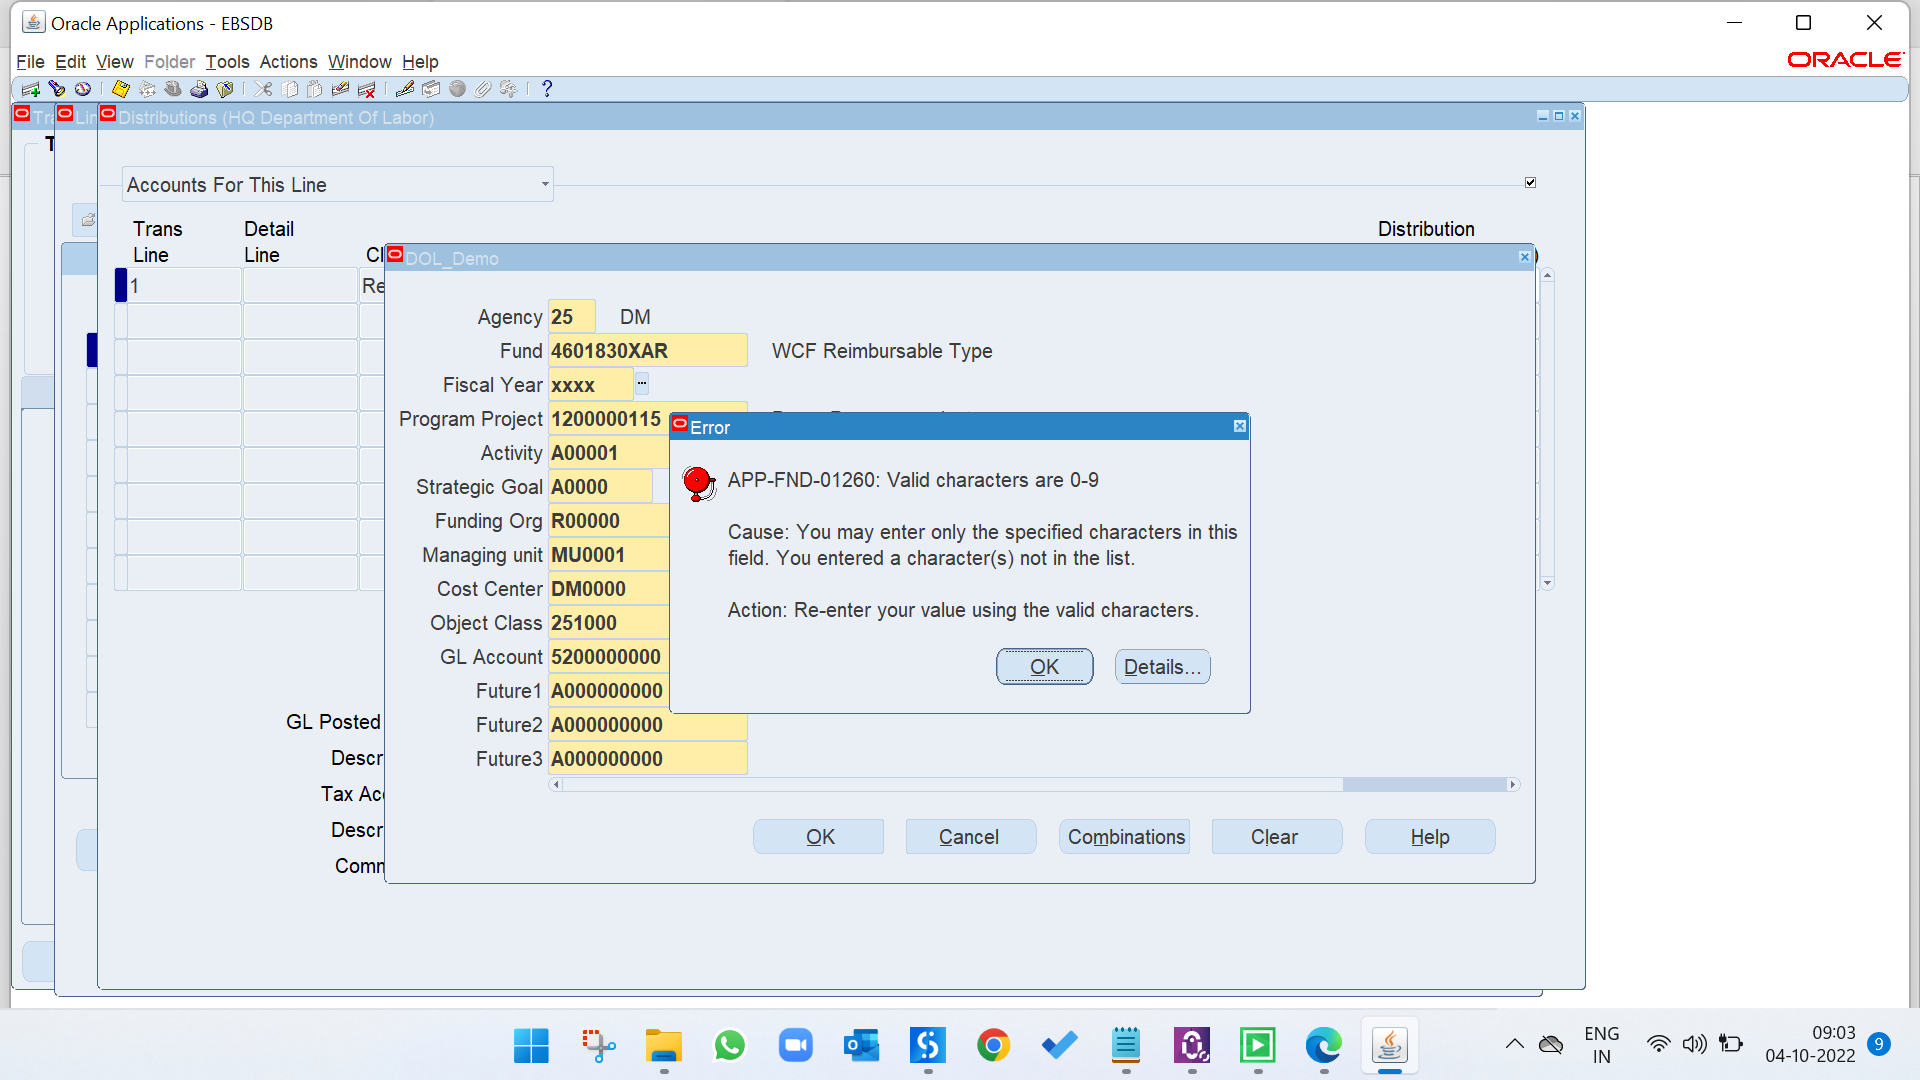 Oracle Applications - EBSDB
File Edit View Folder Tools Actions Window Help
ORACLE
Distributions (HQ Department Of Labor)
Accounts For This Line
Trans Line
Detail Line
Distribution
1
Re
DOL_Demo
Agency 25 DM
Fund 4601830XAR WCF Reimbursable Type
Fiscal Year xxxx
Program Project 1200000115
Activity A00001
Strategic Goal A0000
Funding Org R00000
Managing unit MU0001
Cost Center DM0000
Object Class 251000
GL Account 5200000000
Future1 A000000000
Future2 A000000000
Future3 A000000000
OK Cancel Combinations Clear Help
Error
APP-FND-01260: Valid characters are 0-9
Cause: You may enter only the specified characters in this
field. You entered a character(s) not in the list.
Action: Re-enter your value using the valid characters.
OK Details...
GL Posted
Descr
Tax Acc
Descr
Comm
ENG
IN
09:03
04-10-2022
9